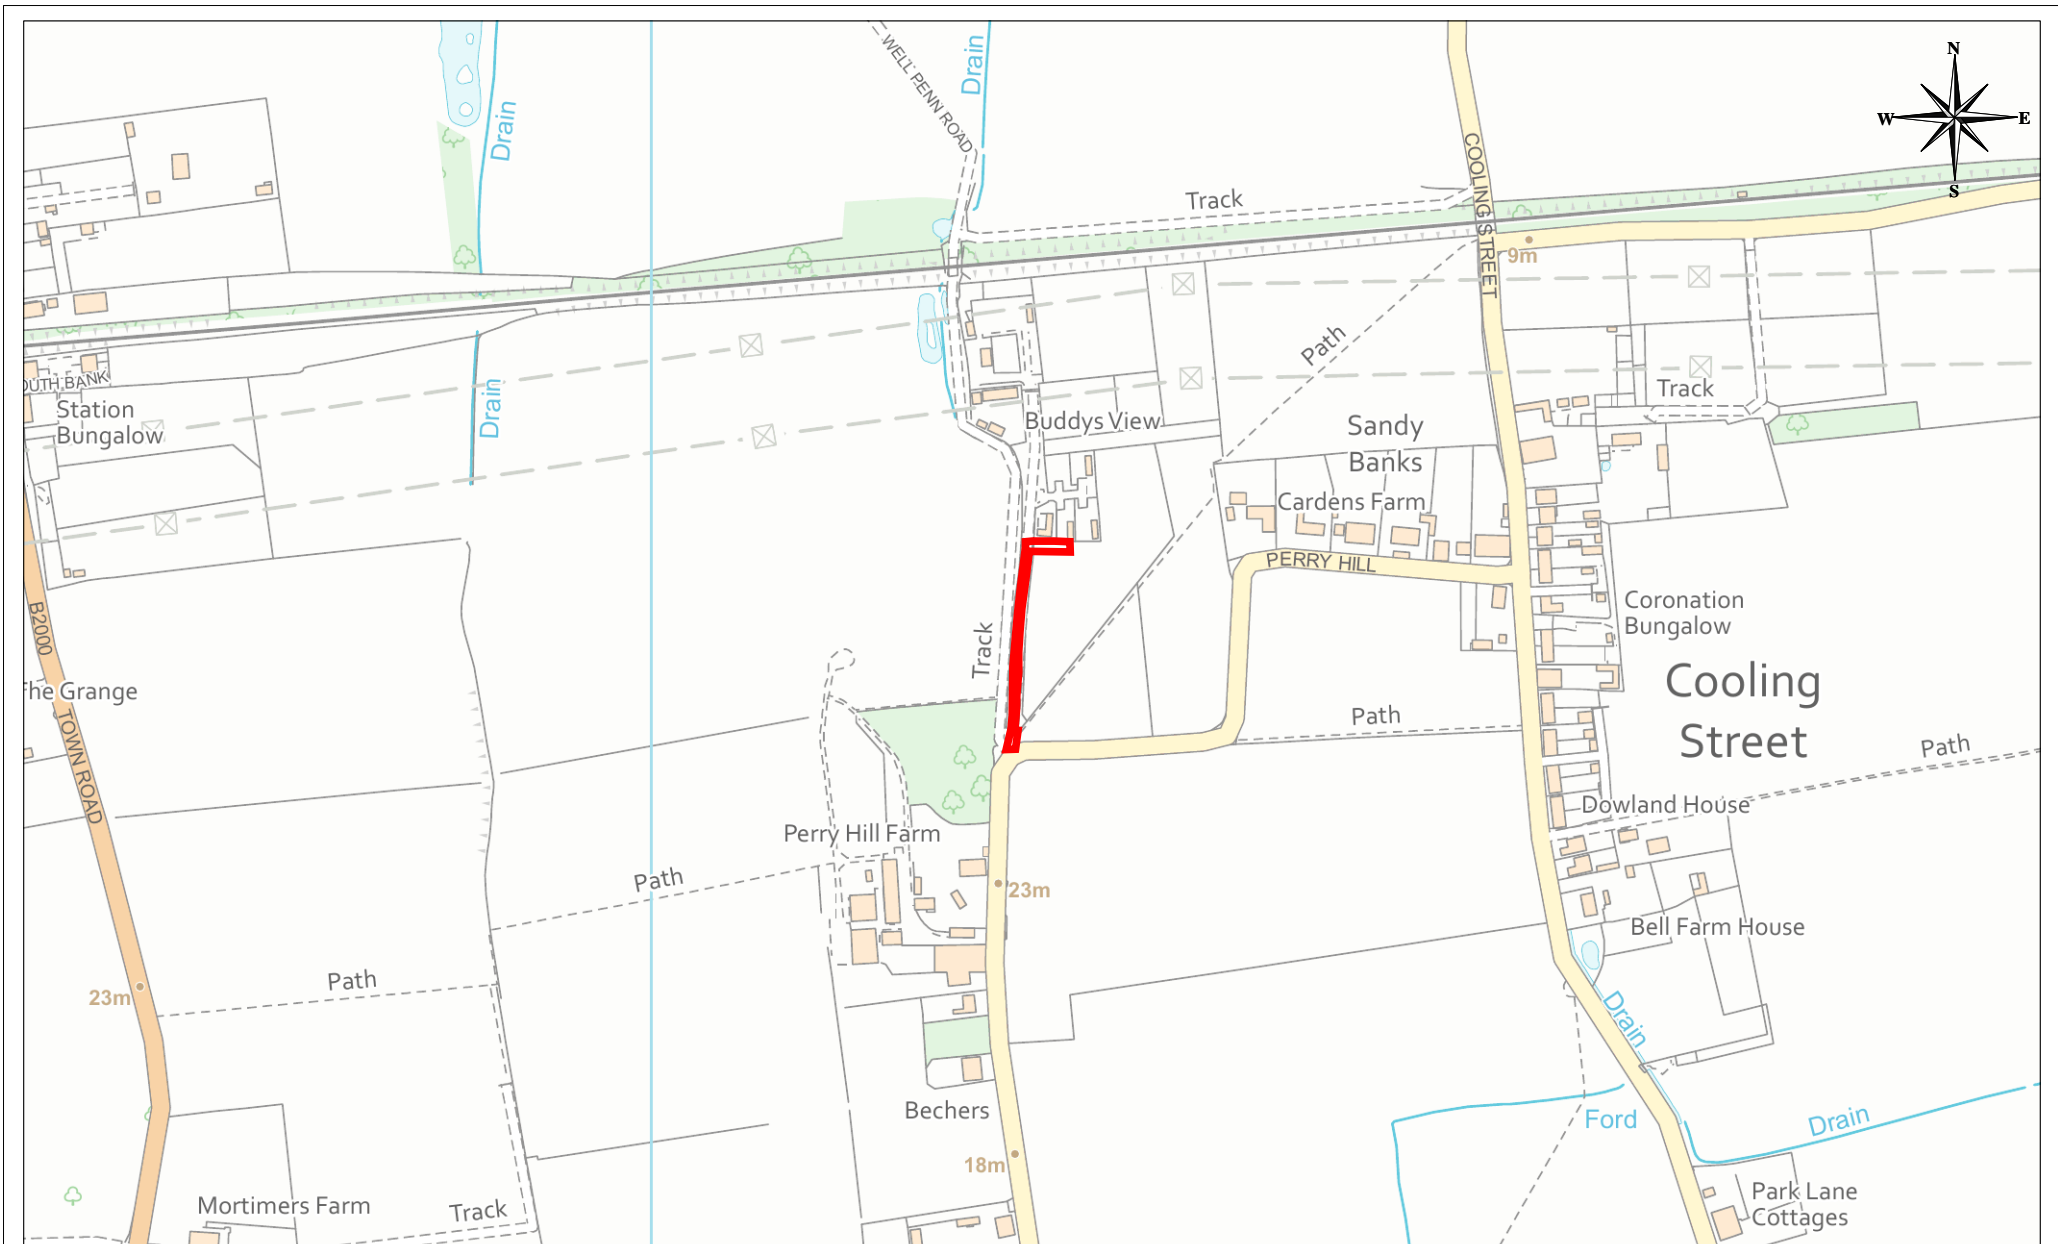 WELL PENN ROAD
Drain
Drain
COOLING STREET
N
W
E
S
Track
9m
Path
OUTH BANK
Station
Bungalow
Drain
Track
Buddys View
Sandy
Banks
Cardens Farm
PERRY HILL
B2000
Coronation
Bungalow
Track
The Grange
Cooling
Street
TOWN ROAD
Path
Path
Dowland House
Perry Hill Farm
Path
23m
Bell Farm House
Path
23m
Drain
Bechers
Ford
Drain
18m
Mortimers Farm
Track
Park Lane
Cottages